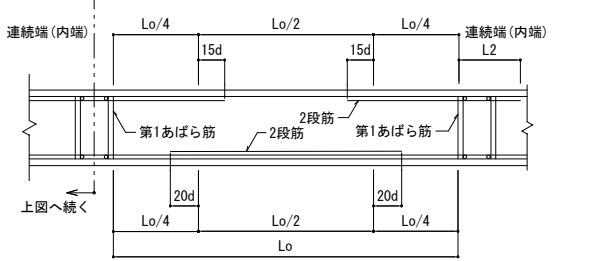 Lo/4 Lo/2 Lo/4
連続端(内端) 連続端(内端)
15d 15d L2
2段筋
第1あばら筋 2段筋 第1あばら筋
20d 20d
上図へ続く
Lo/4 Lo/2 Lo/4
Lo